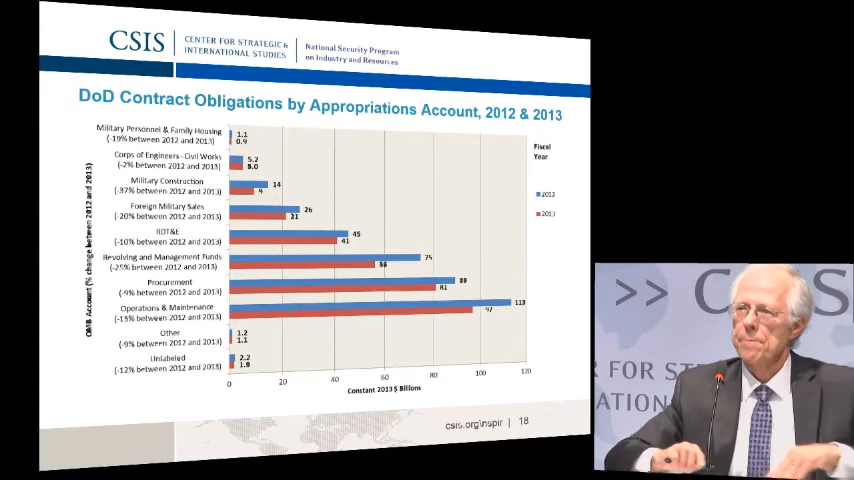 CSIS
CENTER FOR STRATEGIC &
INTERNATIONAL STUDIES
National Security Program
on Industry and Resources
DoD Contract Obligations by Appropriations Account, 2012 & 2013
OMB Account (% change between 2012 and 2013)
Military Personnel & Family Housing
(-19% between 2012 and 2013)
1.1
0.9
Corps of Engineers--Civil Works
(-2% between 2012 and 2013)
5.2
5.0
Military Construction
(-37% between 2012 and 2013)
14
9
Foreign Military Sales
(-20% between 2012 and 2013)
26
21
RDT&E
(-10% between 2012 and 2013)
45
41
Revolving and Management Funds
(-25% between 2012 and 2013)
75
56
Procurement
(-9% between 2012 and 2013)
89
81
Operations & Maintenance
(-13% between 2012 and 2013)
113
97
Other
(-9% between 2012 and 2013)
1.2
1.1
Unlabeled
(-12% between 2012 and 2013)
2.2
1.9
0 20 40 60 80 100 120
Constant 2013 $ Billions
Fiscal
Year
2012
2013
csis.org\nspir | 18
>> CSIS
FOR STRA
ATION